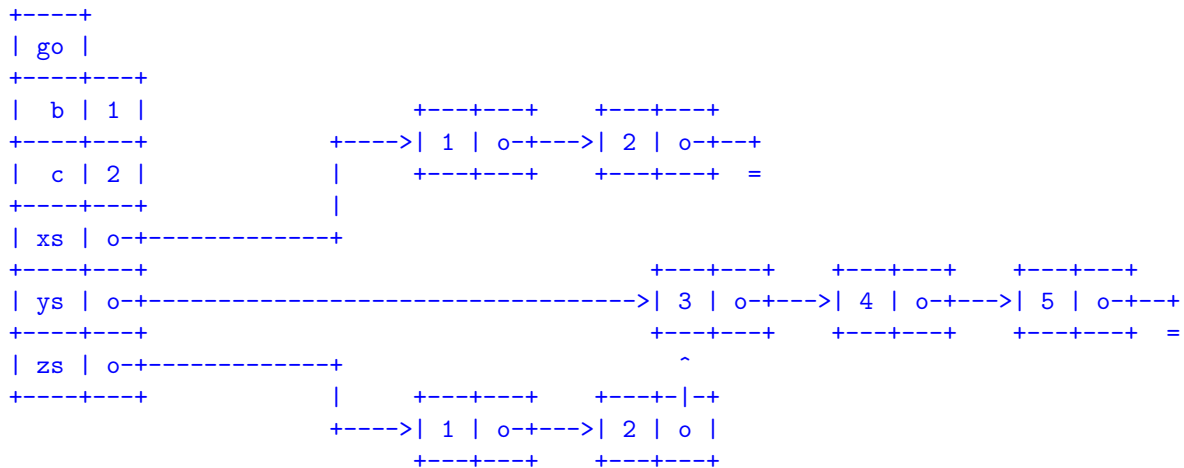 +----+
| go |
+----+---+
|  b | 1 |                   +---+---+    +---+---+
+----+---+             +---->| 1 | o-+--->| 2 | o-+--+
|  c | 2 |             |     +---+---+    +---+---+  =
+----+---+             |
| xs | o-+-------------+
+----+---+                                    +---+---+    +---+---+    +---+---+
| ys | o-+---------------------------------->| 3 | o-+--->| 4 | o-+--->| 5 | o-+--+
+----+---+                                    +---+---+    +---+---+    +---+---+  =
| zs | o-+-------------+                        ^
+----+---+             |     +---+---+    +---+-|-+
                       +---->| 1 | o-+--->| 2 | o |
                             +---+---+    +---+---+